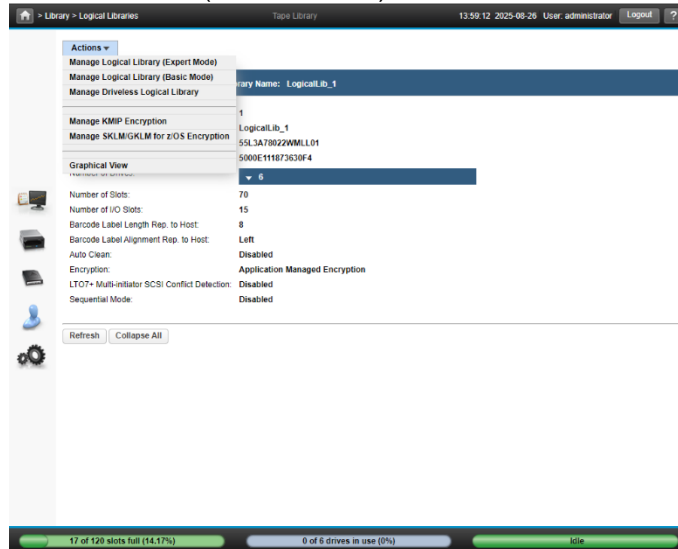 > Library > Logical Libraries Tape Library 13:59:12 2025-08-26 User: administrator Logout ?
Actions
Manage Logical Library (Expert Mode)
Manage Logical Library (Basic Mode)
Manage Driveless Logical Library
Manage KMIP Encryption
Manage SKLM/GKLM for z/OS Encryption
Graphical View
rary Name: LogicalLib_1
1
LogicalLib_1
55L3A78022WMLL01
5000E111873630F4
Number of Drives: 6
Number of Slots: 70
Number of I/O Slots: 15
Barcode Label Length Rep. to Host: 8
Barcode Label Alignment Rep. to Host: Left
Auto Clean: Disabled
Encryption: Application Managed Encryption
LTO7+ Multi-initiator SCSI Conflict Detection: Disabled
Sequential Mode: Disabled
Refresh Collapse All
17 of 120 slots full (14.17%) 0 of 6 drives in use (0%) Idle